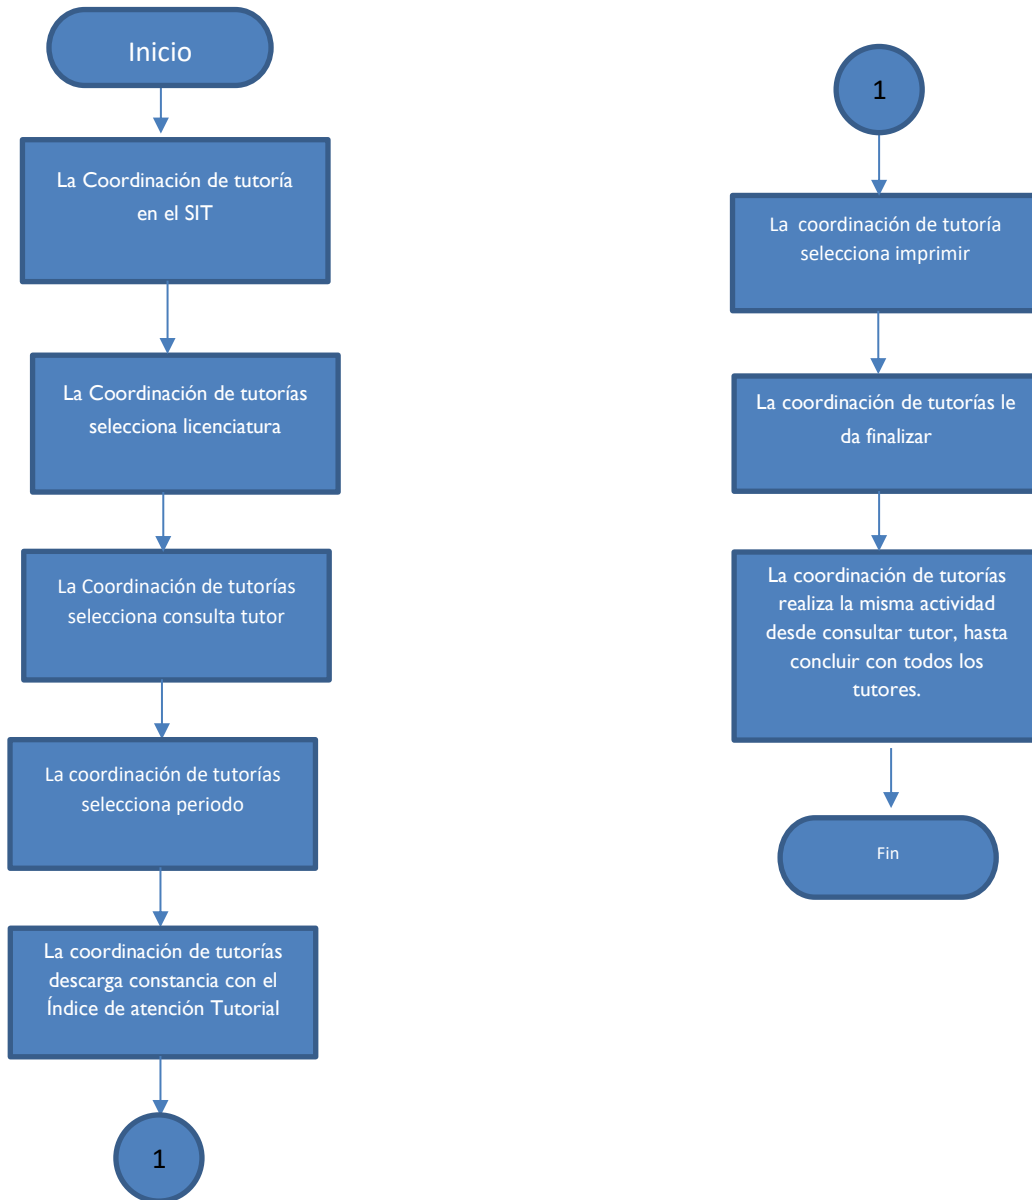 Inicio
La Coordinación de tutoría
en el SIT
La Coordinación de tutorías
selecciona licenciatura
La Coordinación de tutorías
selecciona consulta tutor
La coordinación de tutorías
selecciona periodo
La coordinación de tutorías
descarga constancia con el
Índice de atención Tutorial
1
1
La coordinación de tutoría
selecciona imprimir
La coordinación de tutorías le
da finalizar
La coordinación de tutorías
realiza la misma actividad
desde consultar tutor, hasta
concluir con todos los
tutores.
Fin